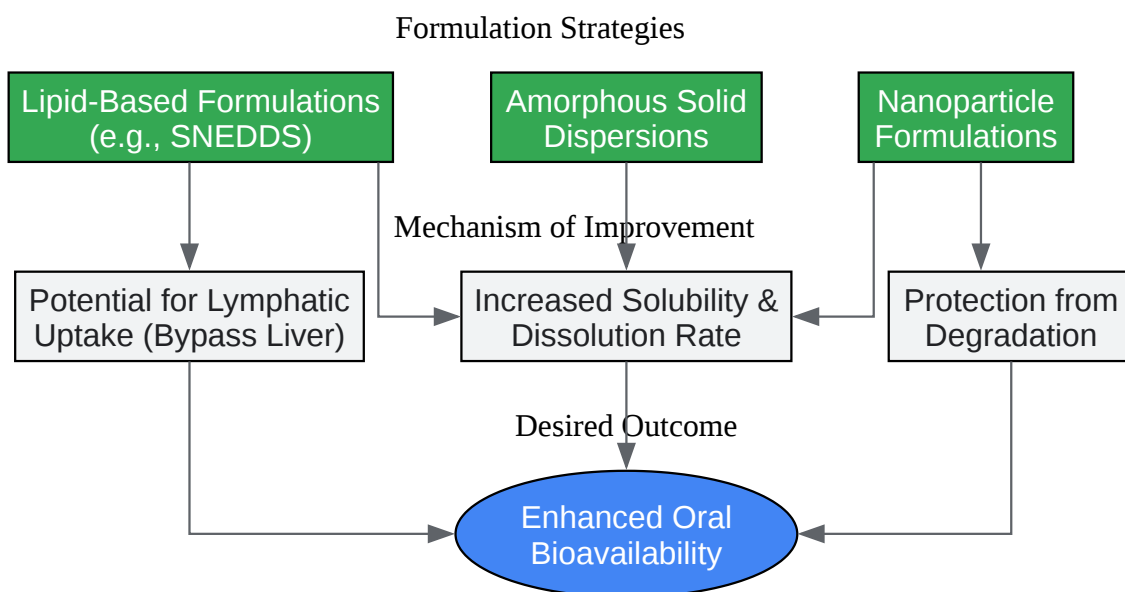 Formulation Strategies
Lipid-Based Formulations
(e.g., SNEDDS)
Amorphous Solid
Dispersions
Nanoparticle
Formulations
Mechanism of Improvement
Potential for Lymphatic
Uptake (Bypass Liver)
Increased Solubility &
Dissolution Rate
Protection from
Degradation
Desired Outcome
Enhanced Oral
Bioavailability